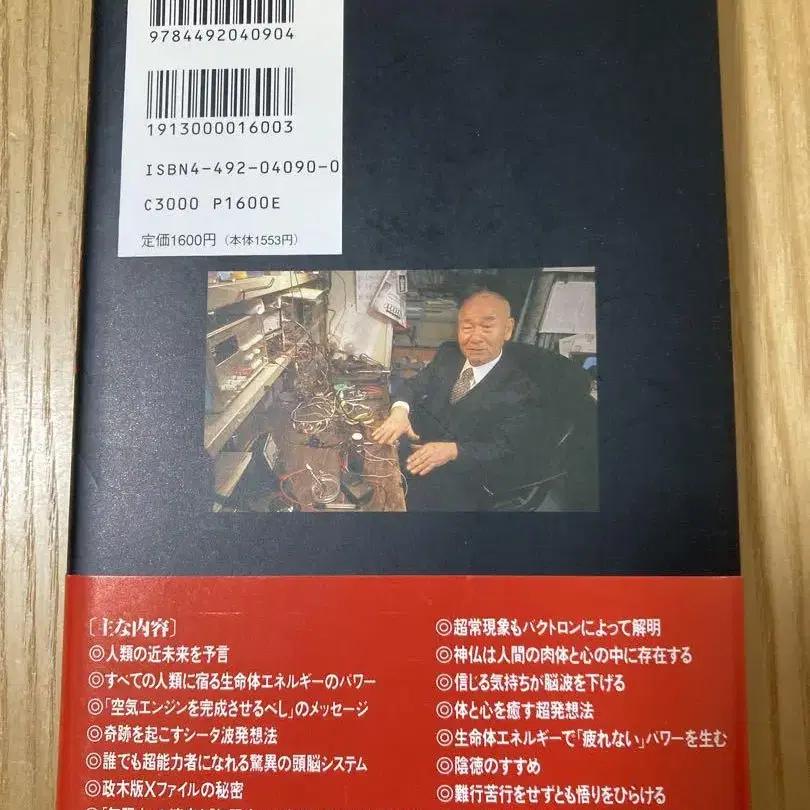 9784492040904
1913000016003
ISBN4-492-04090-0
C3000 P1600E
定価1600円（本体1553円）
［主な内容］
◎人類の近未来を予言
◎すべての人類に宿る生命体エネルギーのパワー
◎「空気エンジンを完成させるべし」のメッセージ
◎奇跡を起こすシータ波発想法
◎誰でも超能力者になれる驚異の頭脳システム
◎政木版Xファイルの秘密
◎超常現象もバクトロンによって解明
◎神仏は人間の肉体と心の中に存在する
◎信じる気持ちが脳波を下げる
◎体と心を癒す超発想法
◎生命体エネルギーで「疲れない」パワーを生む
◎陰徳のすすめ
◎難行苦行をせずとも悟りをひらける